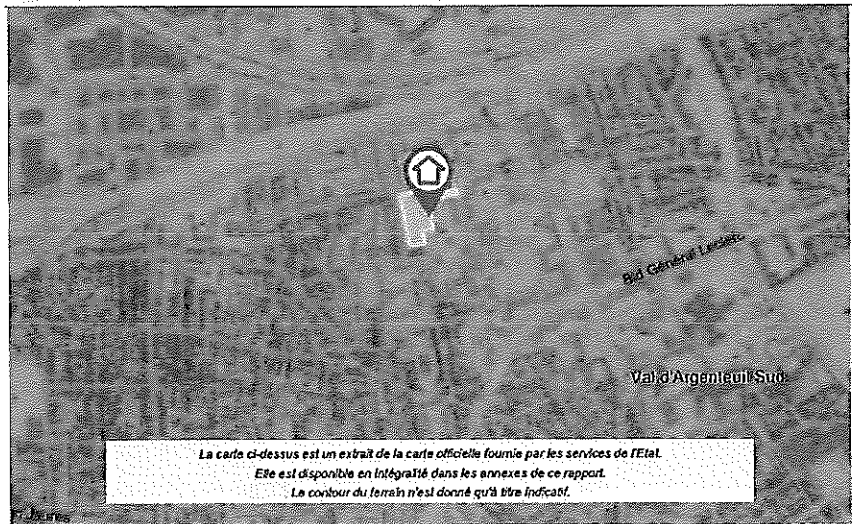 Bld Général Leclerc
Val d'Argenteuil Sud
La carte ci-dessus est un extrait de la carte officielle fournie par les services de l'Etat.
Elle est disponible en intégralité dans les annexes de ce rapport.
Le contour du terrain n'est donné qu'à titre indicatif.